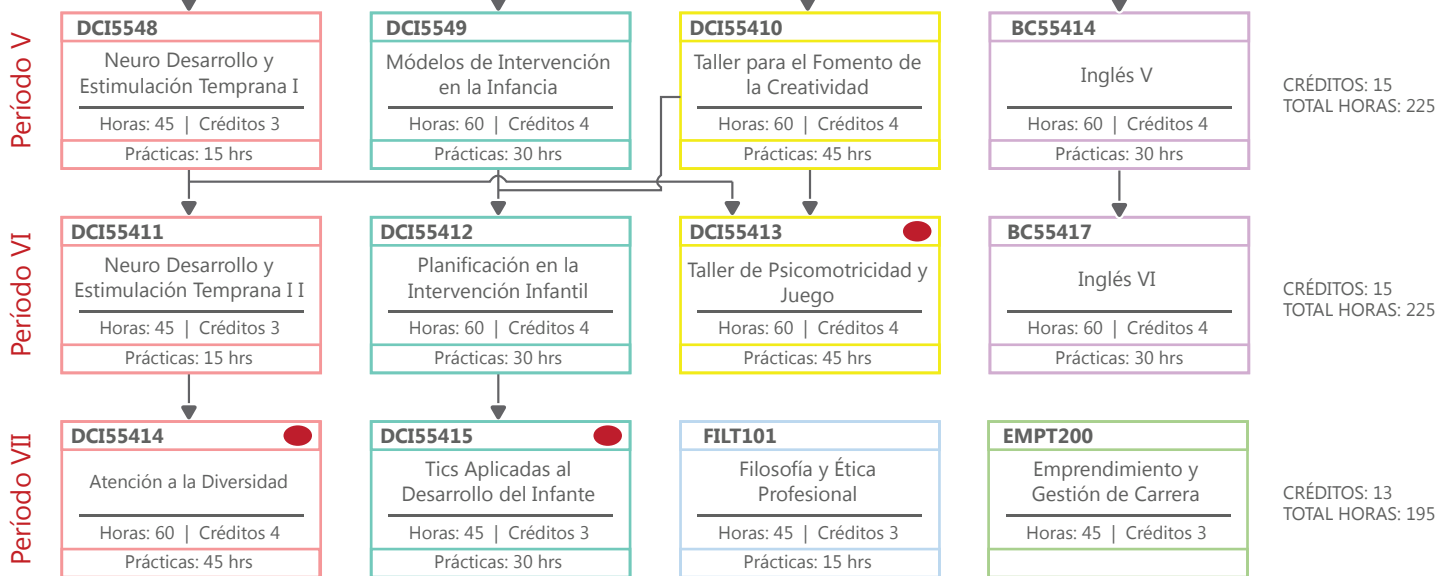 Período V
DCI5548
Neuro Desarrollo y
Estimulación Temprana I
Horas: 45 | Créditos 3
Prácticas: 15 hrs
DCI5549
Módelos de Intervención
en la Infancia
Horas: 60 | Créditos 4
Prácticas: 30 hrs
DCI55410
Taller para el Fomento de
la Creatividad
Horas: 60 | Créditos 4
Prácticas: 45 hrs
BC55414
Inglés V
Horas: 60 | Créditos 4
Prácticas: 30 hrs
CRÉDITOS: 15
TOTAL HORAS: 225
Período VI
DCI55411
Neuro Desarrollo y
Estimulación Temprana I I
Horas: 45 | Créditos 3
Prácticas: 15 hrs
DCI55412
Planificación en la
Intervención Infantil
Horas: 60 | Créditos 4
Prácticas: 30 hrs
DCI55413
Taller de Psicomotricidad y
Juego
Horas: 60 | Créditos 4
Prácticas: 45 hrs
BC55417
Inglés VI
Horas: 60 | Créditos 4
Prácticas: 30 hrs
CRÉDITOS: 15
TOTAL HORAS: 225
Período VII
DCI55414
Atención a la Diversidad
Horas: 60 | Créditos 4
Prácticas: 45 hrs
DCI55415
Tics Aplicadas al
Desarrollo del Infante
Horas: 45 | Créditos 3
Prácticas: 30 hrs
FILT101
Filosofía y Ética
Profesional
Horas: 45 | Créditos 3
Prácticas: 15 hrs
EMPT200
Emprendimiento y
Gestión de Carrera
Horas: 45 | Créditos 3
CRÉDITOS: 13
TOTAL HORAS: 195